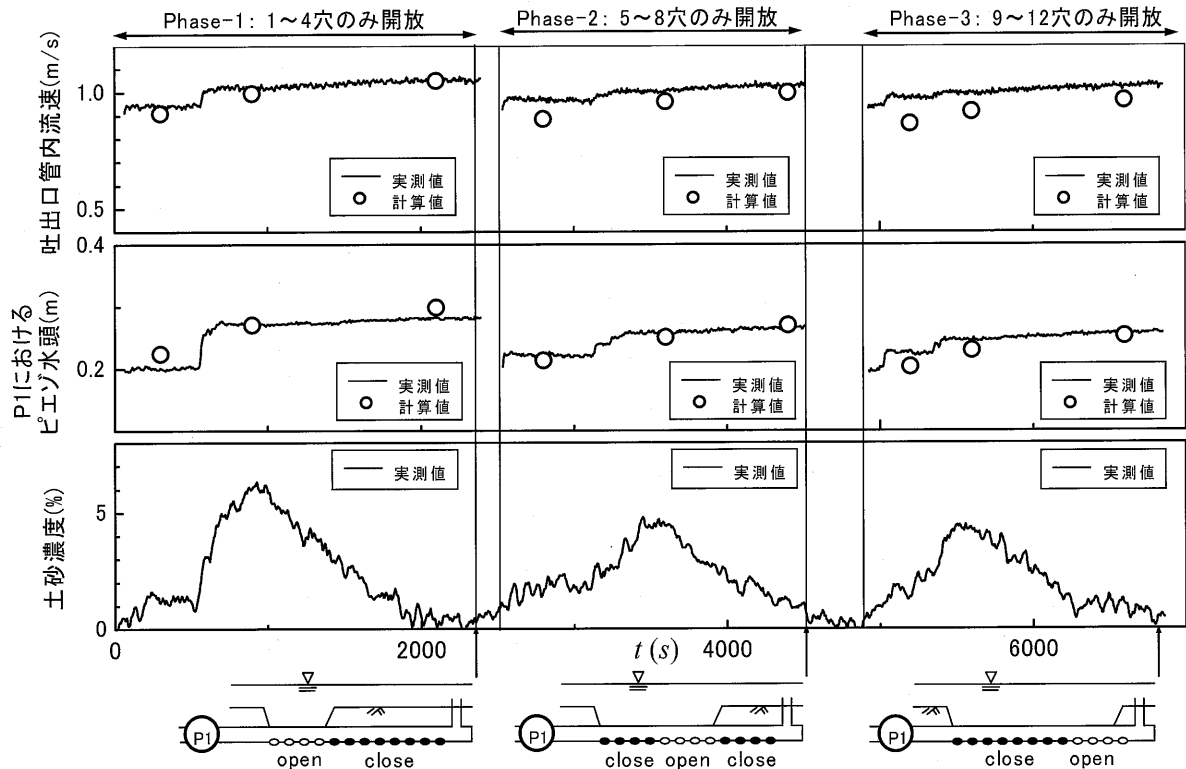 Phase-1: 1～4穴のみ開放
Phase-2: 5～8穴のみ開放
Phase-3: 9～12穴のみ開放
吐出口管内流速(m/s)
1.0
0.5
実測値
計算値
実測値
計算値
実測値
計算値
P1における
ピエゾ水頭(m)
0.4
0.2
実測値
計算値
実測値
計算値
実測値
計算値
土砂濃度(%)
5
0
実測値
実測値
実測値
0
2000
t (s)
4000
6000
P1
open
close
P1
close
open
close
P1
close
open